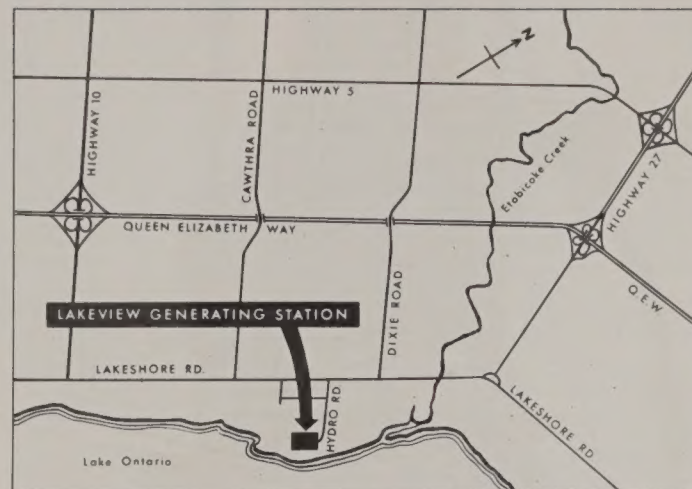 N
HIGHWAY 5
HIGHWAY 10
CAWTHRA ROAD
Etobicoke Creek
HIGHWAY 27
QUEEN ELIZABETH WAY
Q.E.W
DIXIE ROAD
LAKEVIEW GENERATING STATION
LAKESHORE RD.
HYDRO RD
LAKESHORE RD
Lake Ontario